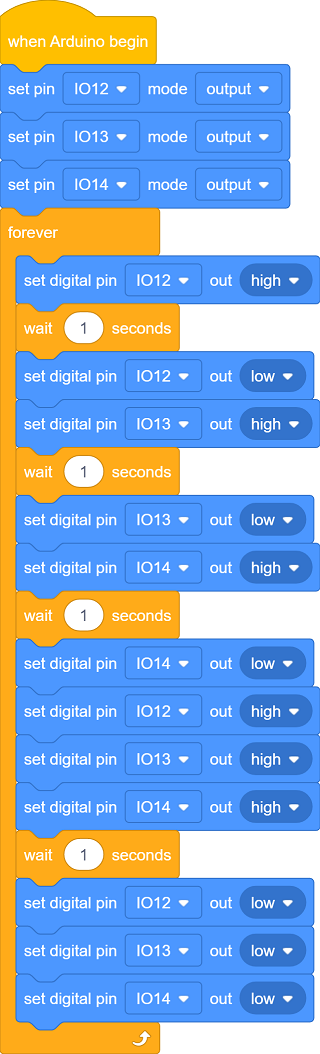 when Arduino begin
set pin IO12 mode output
set pin IO13 mode output
set pin IO14 mode output
forever
set digital pin IO12 out high
wait 1 seconds
set digital pin IO12 out low
set digital pin IO13 out high
wait 1 seconds
set digital pin IO13 out low
set digital pin IO14 out high
wait 1 seconds
set digital pin IO14 out low
set digital pin IO12 out high
set digital pin IO13 out high
set digital pin IO14 out high
wait 1 seconds
set digital pin IO12 out low
set digital pin IO13 out low
set digital pin IO14 out low